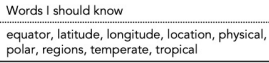 Words I should know
equator, latitude, longitude, location, physical,
polar, regions, temperate, tropical